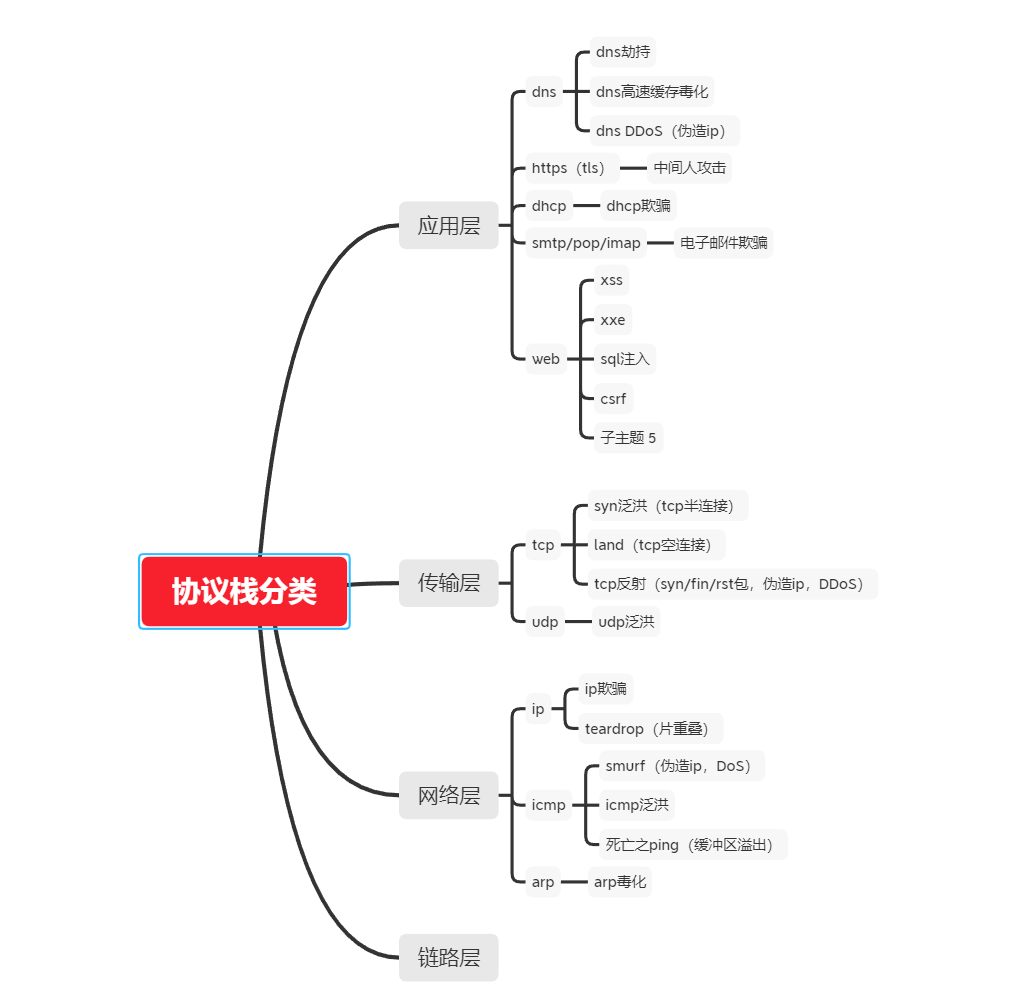 协议栈分类
应用层
dns
dns劫持
dns高速缓存毒化
dns DDoS（伪造ip）
https（tls）
中间人攻击
dhcp
dhcp欺骗
smtp/pop/imap
电子邮件欺骗
web
xss
xxe
sql注入
csrf
子主题 5
传输层
tcp
syn泛洪（tcp半连接）
land（tcp空连接）
tcp反射（syn/fin/rst包，伪造ip，DDoS）
udp
udp泛洪
网络层
ip
ip欺骗
teardrop（片重叠）
icmp
smurf（伪造ip，DoS）
icmp泛洪
死亡之ping（缓冲区溢出）
arp
arp毒化
链路层